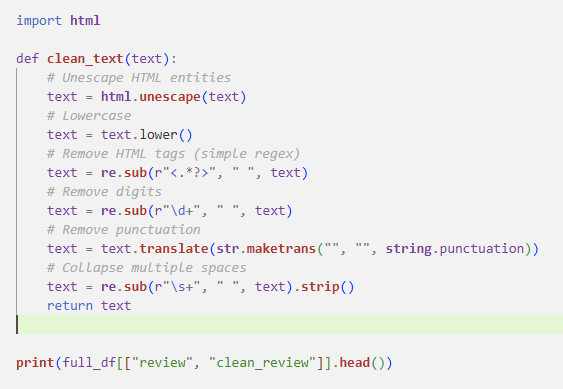 import html
def clean_text(text):
# Unescape HTML entities
text = html.unescape(text)
# Lowercase
text = text.lower()
# Remove HTML tags (simple regex)
text = re.sub(r"<.*?>", " ", text)
# Remove digits
text = re.sub(r"\d+", " ", text)
# Remove punctuation
text = text.translate(str.maketrans("", "", string.punctuation))
# Collapse multiple spaces
text = re.sub(r"\s+", " ", text).strip()
return text
print(full_df[["review", "clean_review"]].head())